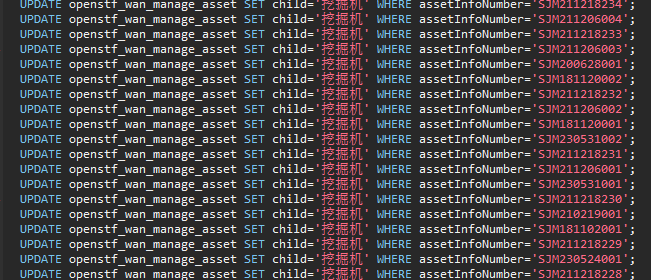 UPDATE openstf_wan_manage_asset SET child='挖掘机' WHERE assetInfoNumber='SJM211218234';
UPDATE openstf_wan_manage_asset SET child='挖掘机' WHERE assetInfoNumber='SJM211206004';
UPDATE openstf_wan_manage_asset SET child='挖掘机' WHERE assetInfoNumber='SJM211218233';
UPDATE openstf_wan_manage_asset SET child='挖掘机' WHERE assetInfoNumber='SJM211206003';
UPDATE openstf_wan_manage_asset SET child='挖掘机' WHERE assetInfoNumber='SJM200628001';
UPDATE openstf_wan_manage_asset SET child='挖掘机' WHERE assetInfoNumber='SJM181120002';
UPDATE openstf_wan_manage_asset SET child='挖掘机' WHERE assetInfoNumber='SJM211218232';
UPDATE openstf_wan_manage_asset SET child='挖掘机' WHERE assetInfoNumber='SJM211206002';
UPDATE openstf_wan_manage_asset SET child='挖掘机' WHERE assetInfoNumber='SJM181120001';
UPDATE openstf_wan_manage_asset SET child='挖掘机' WHERE assetInfoNumber='SJM230531002';
UPDATE openstf_wan_manage_asset SET child='挖掘机' WHERE assetInfoNumber='SJM211218231';
UPDATE openstf_wan_manage_asset SET child='挖掘机' WHERE assetInfoNumber='SJM211206001';
UPDATE openstf_wan_manage_asset SET child='挖掘机' WHERE assetInfoNumber='SJM230531001';
UPDATE openstf_wan_manage_asset SET child='挖掘机' WHERE assetInfoNumber='SJM211218230';
UPDATE openstf_wan_manage_asset SET child='挖掘机' WHERE assetInfoNumber='SJM210219001';
UPDATE openstf_wan_manage_asset SET child='挖掘机' WHERE assetInfoNumber='SJM181102001';
UPDATE openstf_wan_manage_asset SET child='挖掘机' WHERE assetInfoNumber='SJM211218229';
UPDATE openstf_wan_manage_asset SET child='挖掘机' WHERE assetInfoNumber='SJM230524001';
UPDATE openstf_wan_manage_asset SET child='挖掘机' WHERE assetInfoNumber='SJM211218228';